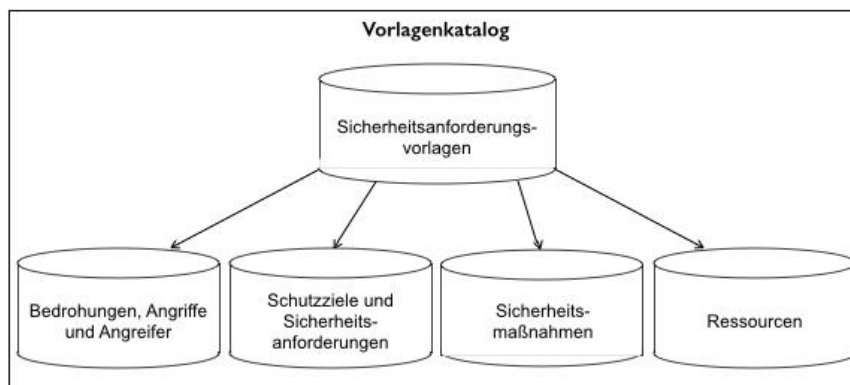 Vorlagenkatalog
Sicherheitsanforderungs-
vorlagen
Bedrohungen, Angriffe
und Angreifer
Schutzziele und
Sicherheits-
anforderungen
Sicherheits-
maßnahmen
Ressourcen